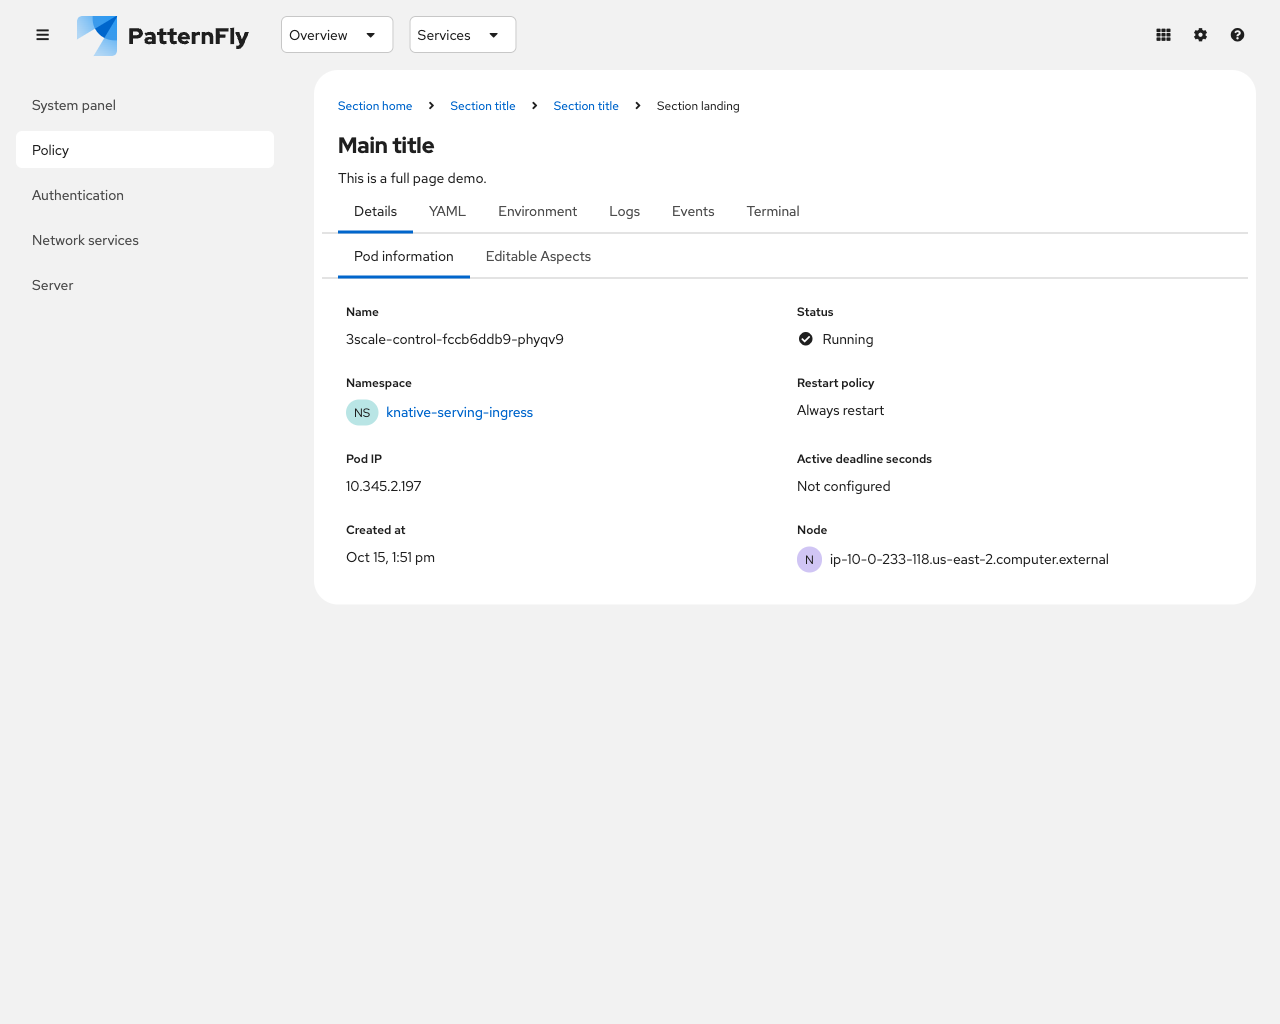 PatternFly
Overview
Services
System panel
Policy
Authentication
Network services
Server
Section home
Section title
Section title
Section landing
Main title
This is a full page demo.
Details
YAML
Environment
Logs
Events
Terminal
Pod information
Editable Aspects
Name
3scale-control-fccb6ddb9-phyqv9
Status
Running
Namespace
NS knative-serving-ingress
Restart policy
Always restart
Pod IP
10.345.2.197
Active deadline seconds
Not configured
Created at
Oct 15, 1:51 pm
Node
N ip-10-0-233-118.us-east-2.computer.external